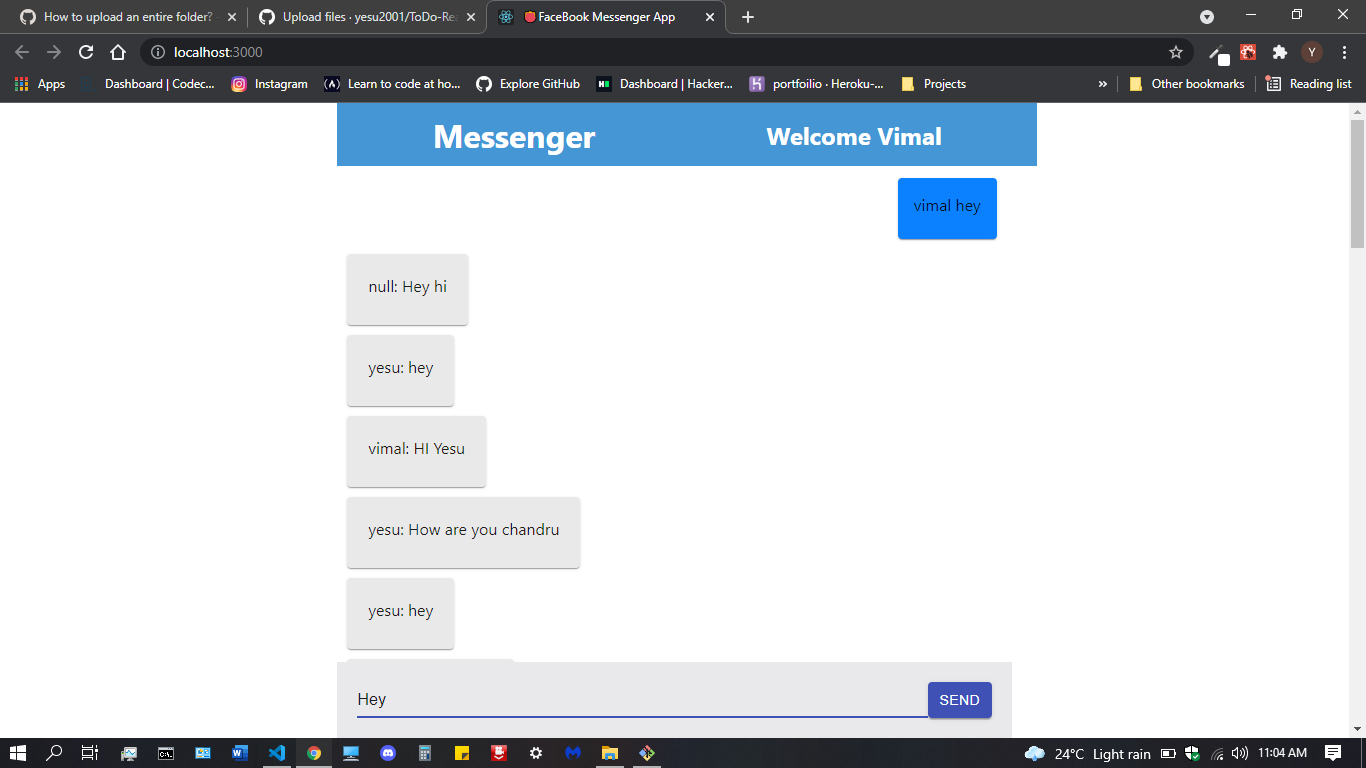 How to upload an entire folder?
Upload files · yesu2001/ToDo-Rea
FaceBook Messenger App
localhost:3000
Y
Apps
Dashboard | Codec...
Instagram
(A)
Learn to code at ho...
Explore GitHub
Dashboard | Hacker...
portfoilio · Heroku-...
Projects
»
Other bookmarks
Reading list
Messenger
Welcome Vimal
vimal hey
null: Hey hi
yesu: hey
vimal: HI Yesu
yesu: How are you chandru
yesu: hey
Hey
SEND
24°C Light rain
11:04 AM